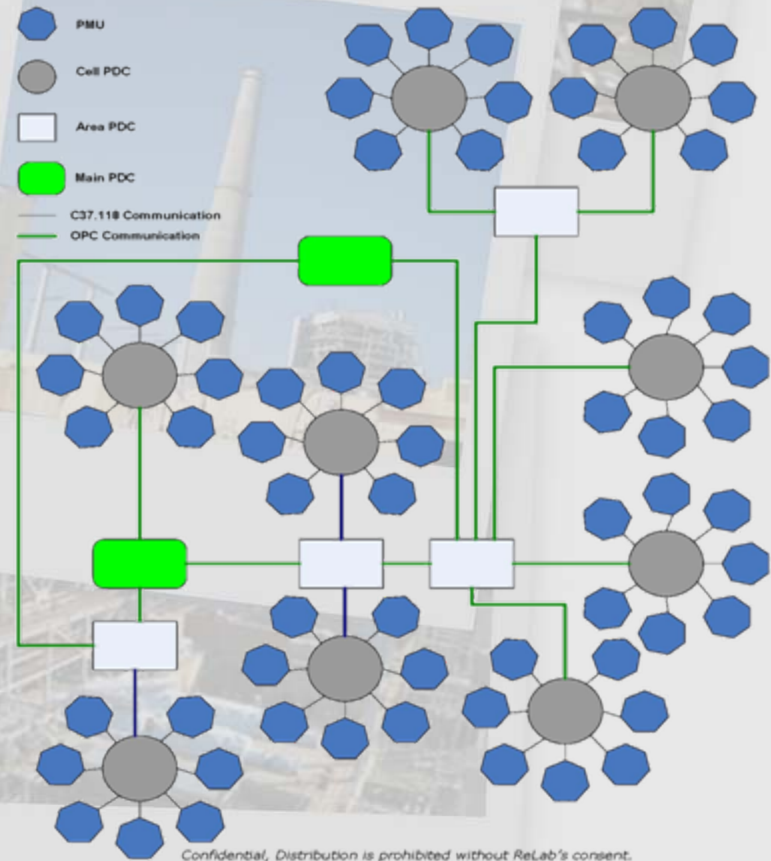 PMU
Cell PDC
Area PDC
Main PDC
C37.118 Communication
OPC Communication
Confidential, Distribution is prohibited without ReLab's consent.